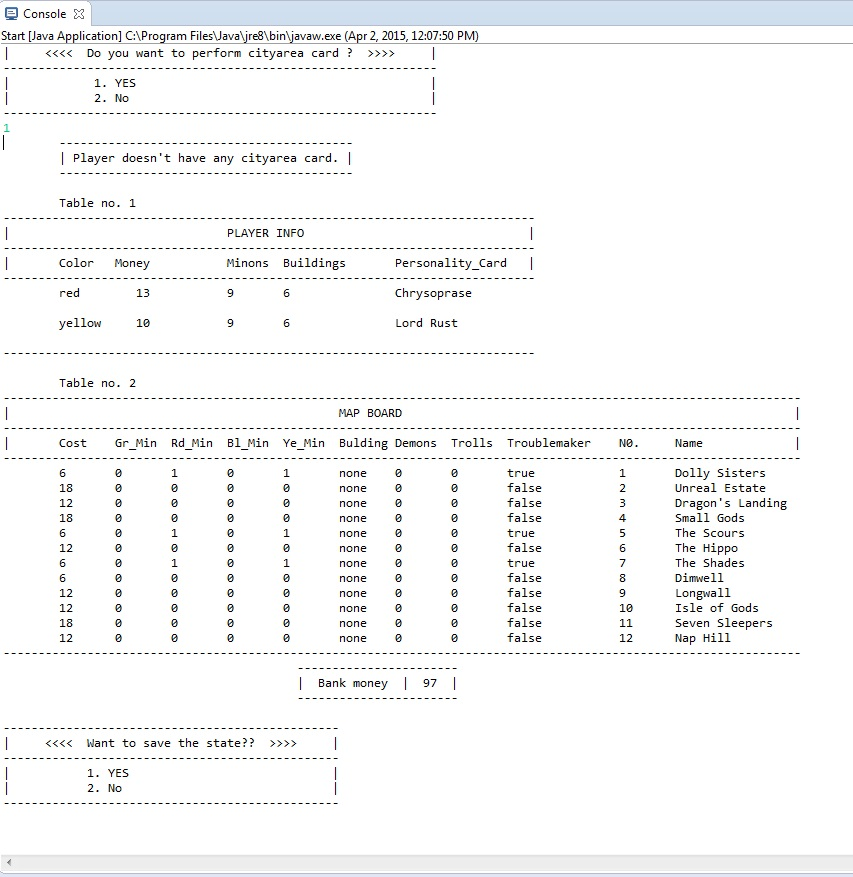 Console
Start [Java Application] C:\Program Files\Java\jre8\bin\javaw.exe (Apr 2, 2015, 12:07:50 PM)
|     <<<<  Do you want to perform cityarea card ?  >>>>     |
--------------------------------------------------------------
|            1. YES                                          |
|            2. No                                           |
--------------------------------------------------------------
1
------------------------------------------
| Player doesn't have any cityarea card. |
------------------------------------------
Table no. 1
----------------------------------------------------------------------------
|                               PLAYER INFO                                |
----------------------------------------------------------------------------
|       Color   Money           Minons  Buildings       Personality_Card   |
----------------------------------------------------------------------------
red        13           9       6               Chrysoprase
yellow     10           9       6               Lord Rust
----------------------------------------------------------------------------
Table no. 2
------------------------------------------------------------------------------------------------------------------
|                                               MAP BOARD                                                        |
------------------------------------------------------------------------------------------------------------------
|       Cost    Gr_Min  Rd_Min  Bl_Min  Ye_Min  Bulding Demons  Trolls  Troublemaker    N0.     Name             |
------------------------------------------------------------------------------------------------------------------
6       0       1       0       1       none    0       0       true            1       Dolly Sisters
18      0       0       0       0       none    0       0       false           2       Unreal Estate
12      0       0       0       0       none    0       0       false           3       Dragon's Landing
18      0       0       0       0       none    0       0       false           4       Small Gods
6       0       1       0       1       none    0       0       true            5       The Scours
12      0       0       0       0       none    0       0       false           6       The Hippo
6       0       1       0       1       none    0       0       true            7       The Shades
6       0       0       0       0       none    0       0       false           8       Dimwell
12      0       0       0       0       none    0       0       false           9       Longwall
12      0       0       0       0       none    0       0       false           10      Isle of Gods
18      0       0       0       0       none    0       0       false           11      Seven Sleepers
12      0       0       0       0       none    0       0       false           12      Nap Hill
------------------------------------------------------------------------------------------------------------------
-----------------------
|  Bank money  |  97  |
-----------------------
------------------------------------------------
|     <<<<  Want to save the state??  >>>>     |
------------------------------------------------
|           1. YES                             |
|           2. No                              |
------------------------------------------------